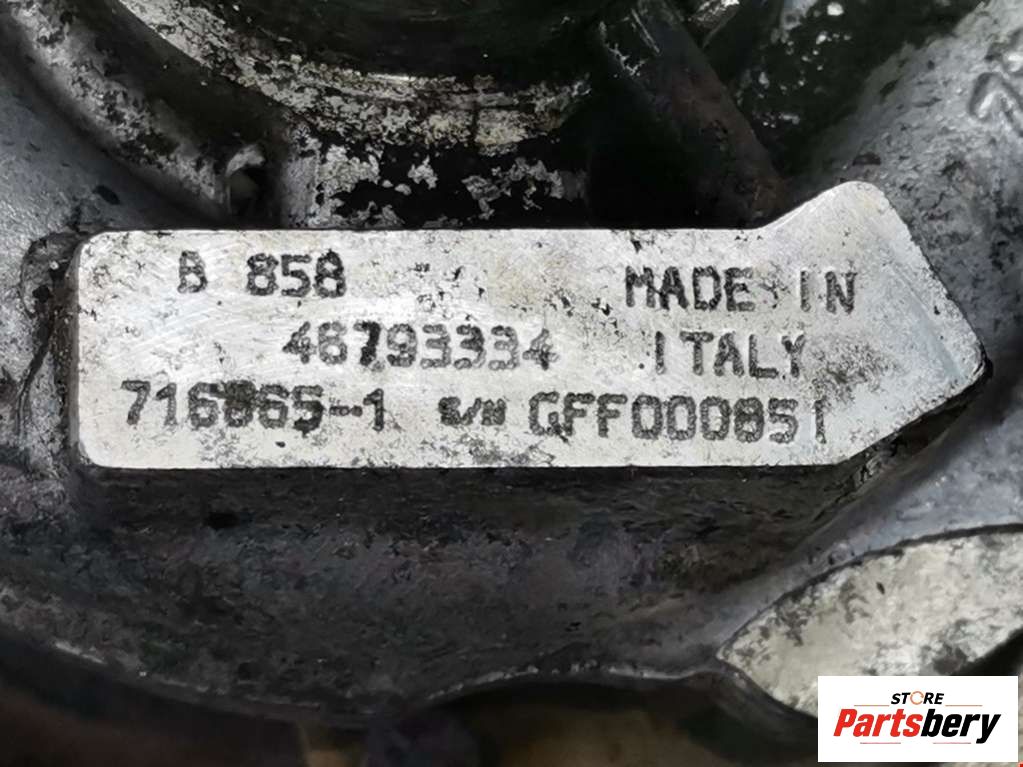 B 858 MADE IN
46793334 ITALY
716865-1 S/N GFF000851
STORE
Partsbery